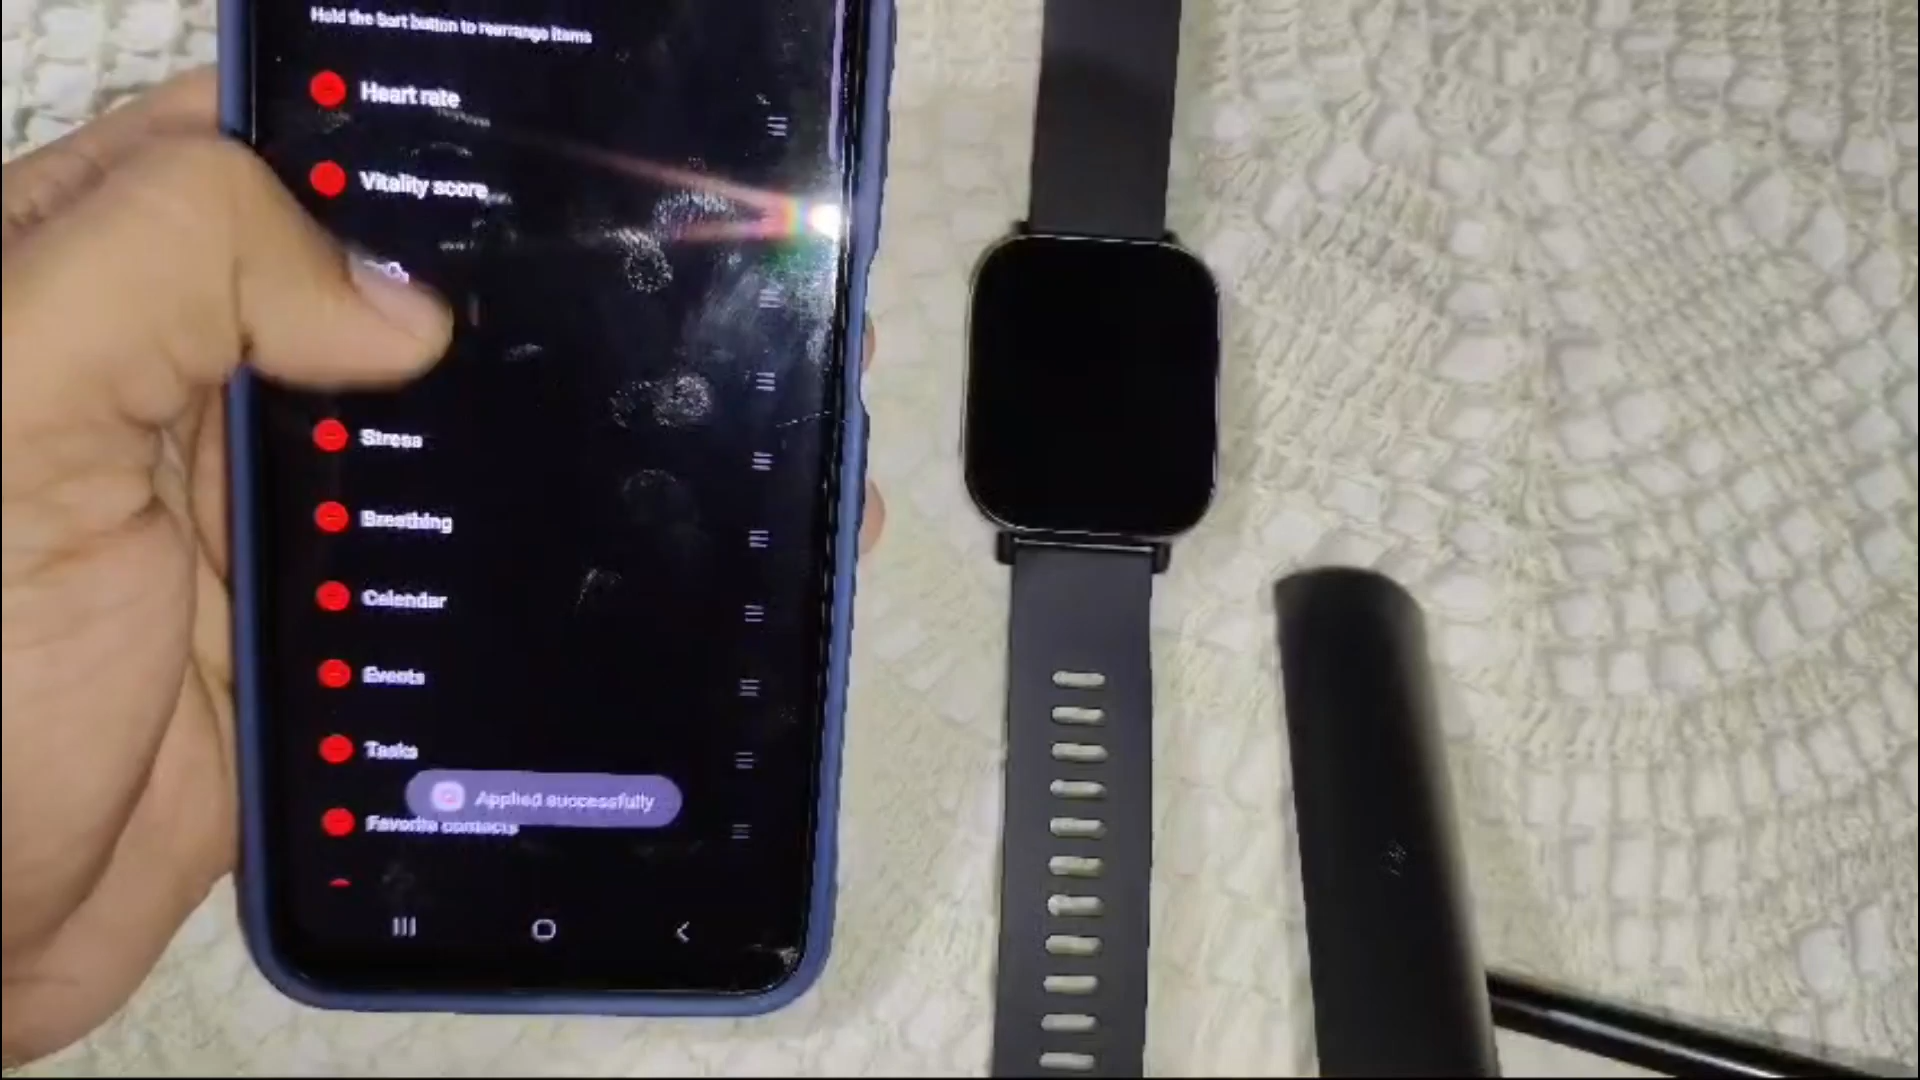 Hold the Sort button to rearrange items
Heart rate
Vitality score
Stress
Breathing
Calendar
Events
Tasks
Applied successfully
Favorite contacts